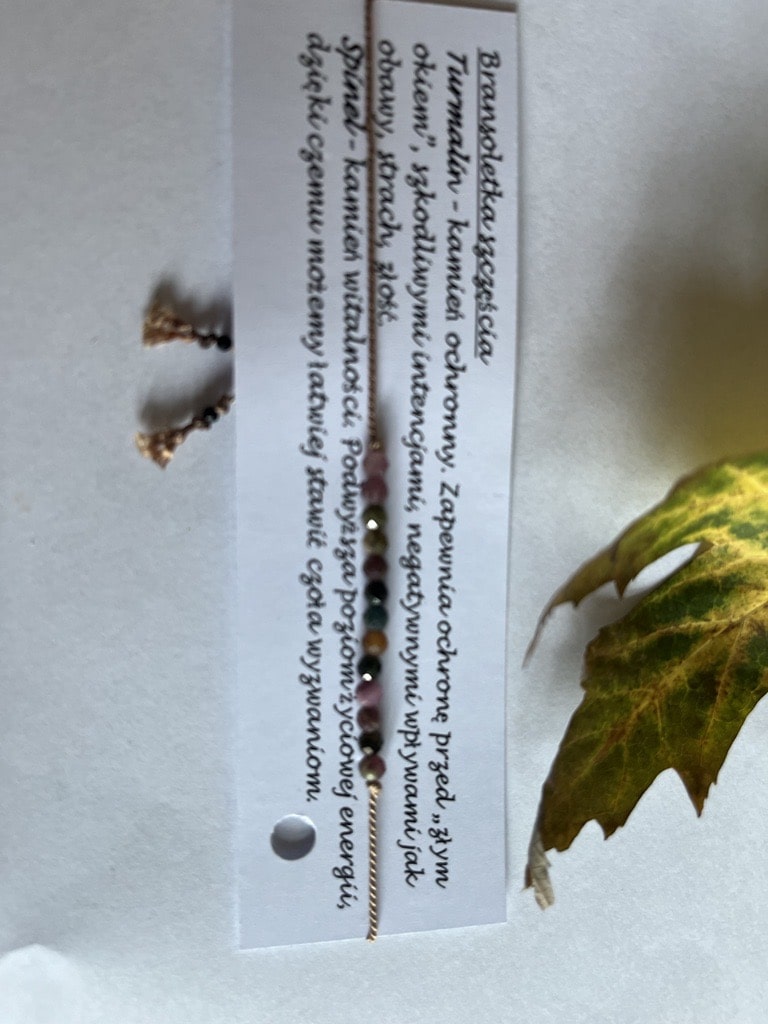 Bransoletka szczęścia
Turmalin - kamień ochronny. Zapewnia ochronę przed „złym
okiem”, szkodliwymi intencjami, negatywnymi wpływami jak
obawy, strach, złość.
Spinel - kamień witalności. Podwyższa poziom życiowej energii,
dzięki czemu możemy łatwiej stawić czoła wyzwaniom.